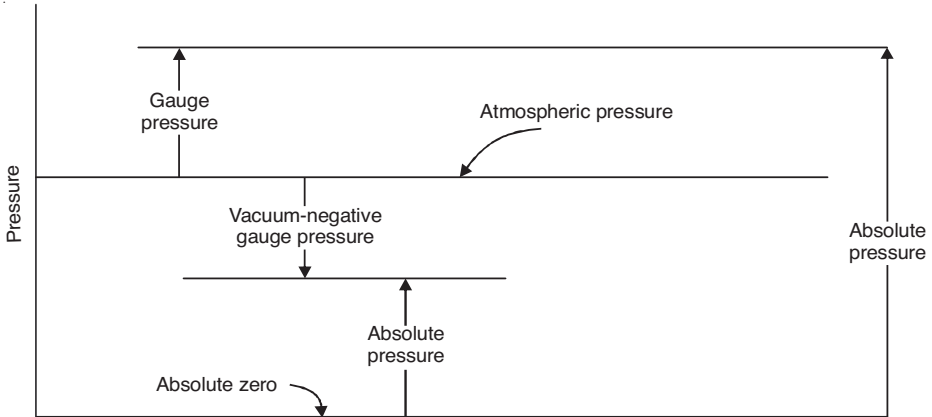 Gauge
pressure
Atmospheric pressure
Pressure
Vacuum-negative
gauge pressure
Absolute
pressure
Absolute
pressure
Absolute zero